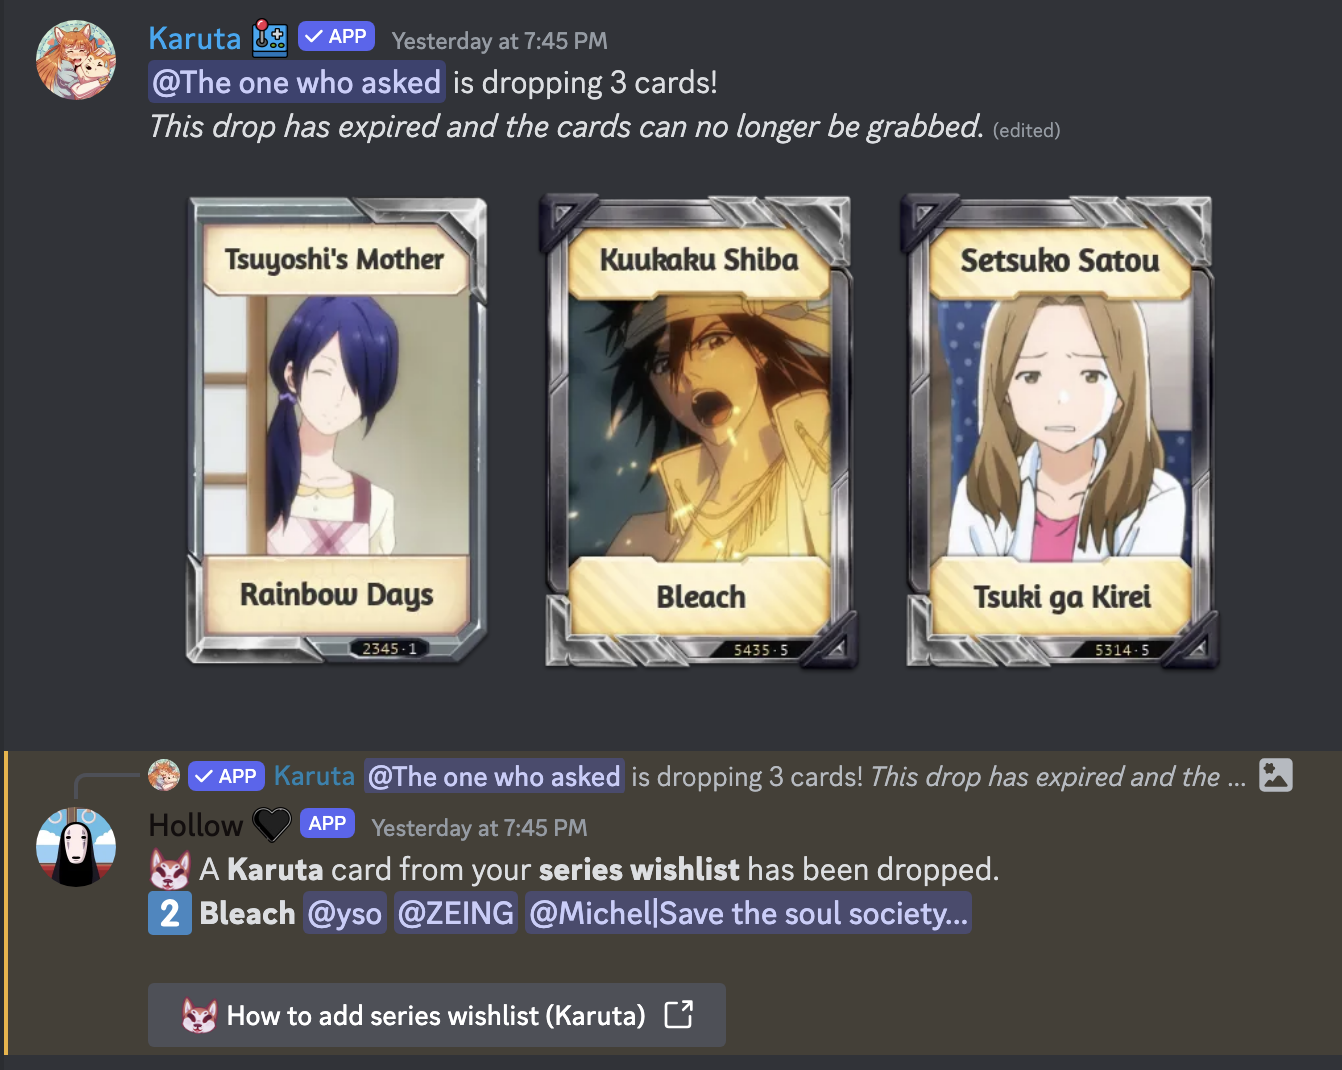 Karuta APP Yesterday at 7:45 PM
@The one who asked is dropping 3 cards!
This drop has expired and the cards can no longer be grabbed. (edited)
Tsuyoshi's Mother
Rainbow Days
2345·1
Kuukaku Shiba
Bleach
5435·5
Setsuko Satou
Tsuki ga Kirei
5314·5
APP Karuta @The one who asked is dropping 3 cards! This drop has expired and the ...
Hollow APP Yesterday at 7:45 PM
A Karuta card from your series wishlist has been dropped.
2 Bleach @yso @ZEING @Michel|Save the soul society...
How to add series wishlist (Karuta)